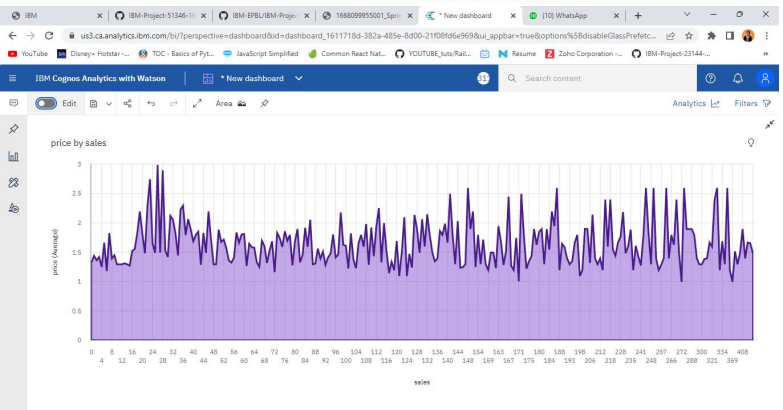 IBM
IBM-Project-51346-16
IBM-EPBL/IBM-Project
1668099955001_Sprin
* New dashboard
(10) WhatsApp
us3.ca.analytics.ibm.com/bi/?perspective=dashboard&id=dashboard_1611718d-382a-485e-8d00-21f08fd6e969&ui_appbar=true&options%5BdisableGlassPrefetc...
YouTube
Disney+ Hotstar -...
TOC - Basics of Pyt...
JavaScript Simplified
Common React Nat...
YOUTUBE_tuts/Rail...
Resume
Zoho Corporation -...
IBM-Project-23144-...
IBM Cognos Analytics with Watson
* New dashboard
Search content
Edit
Area
Analytics
Filters
price by sales
3
2.5
2
1.5
1
0.5
0
price (Average)
0 8 16 24 32 40 48 56 64 72 80 88 96 104 112 120 128 136 144 154 163 171 180 188 198 212 228 241 257 272 300 334 408
4 12 20 28 36 44 52 60 68 76 84 92 100 108 116 124 132 141 148 159 167 175 184 193 206 218 235 248 266 288 321 369
sales